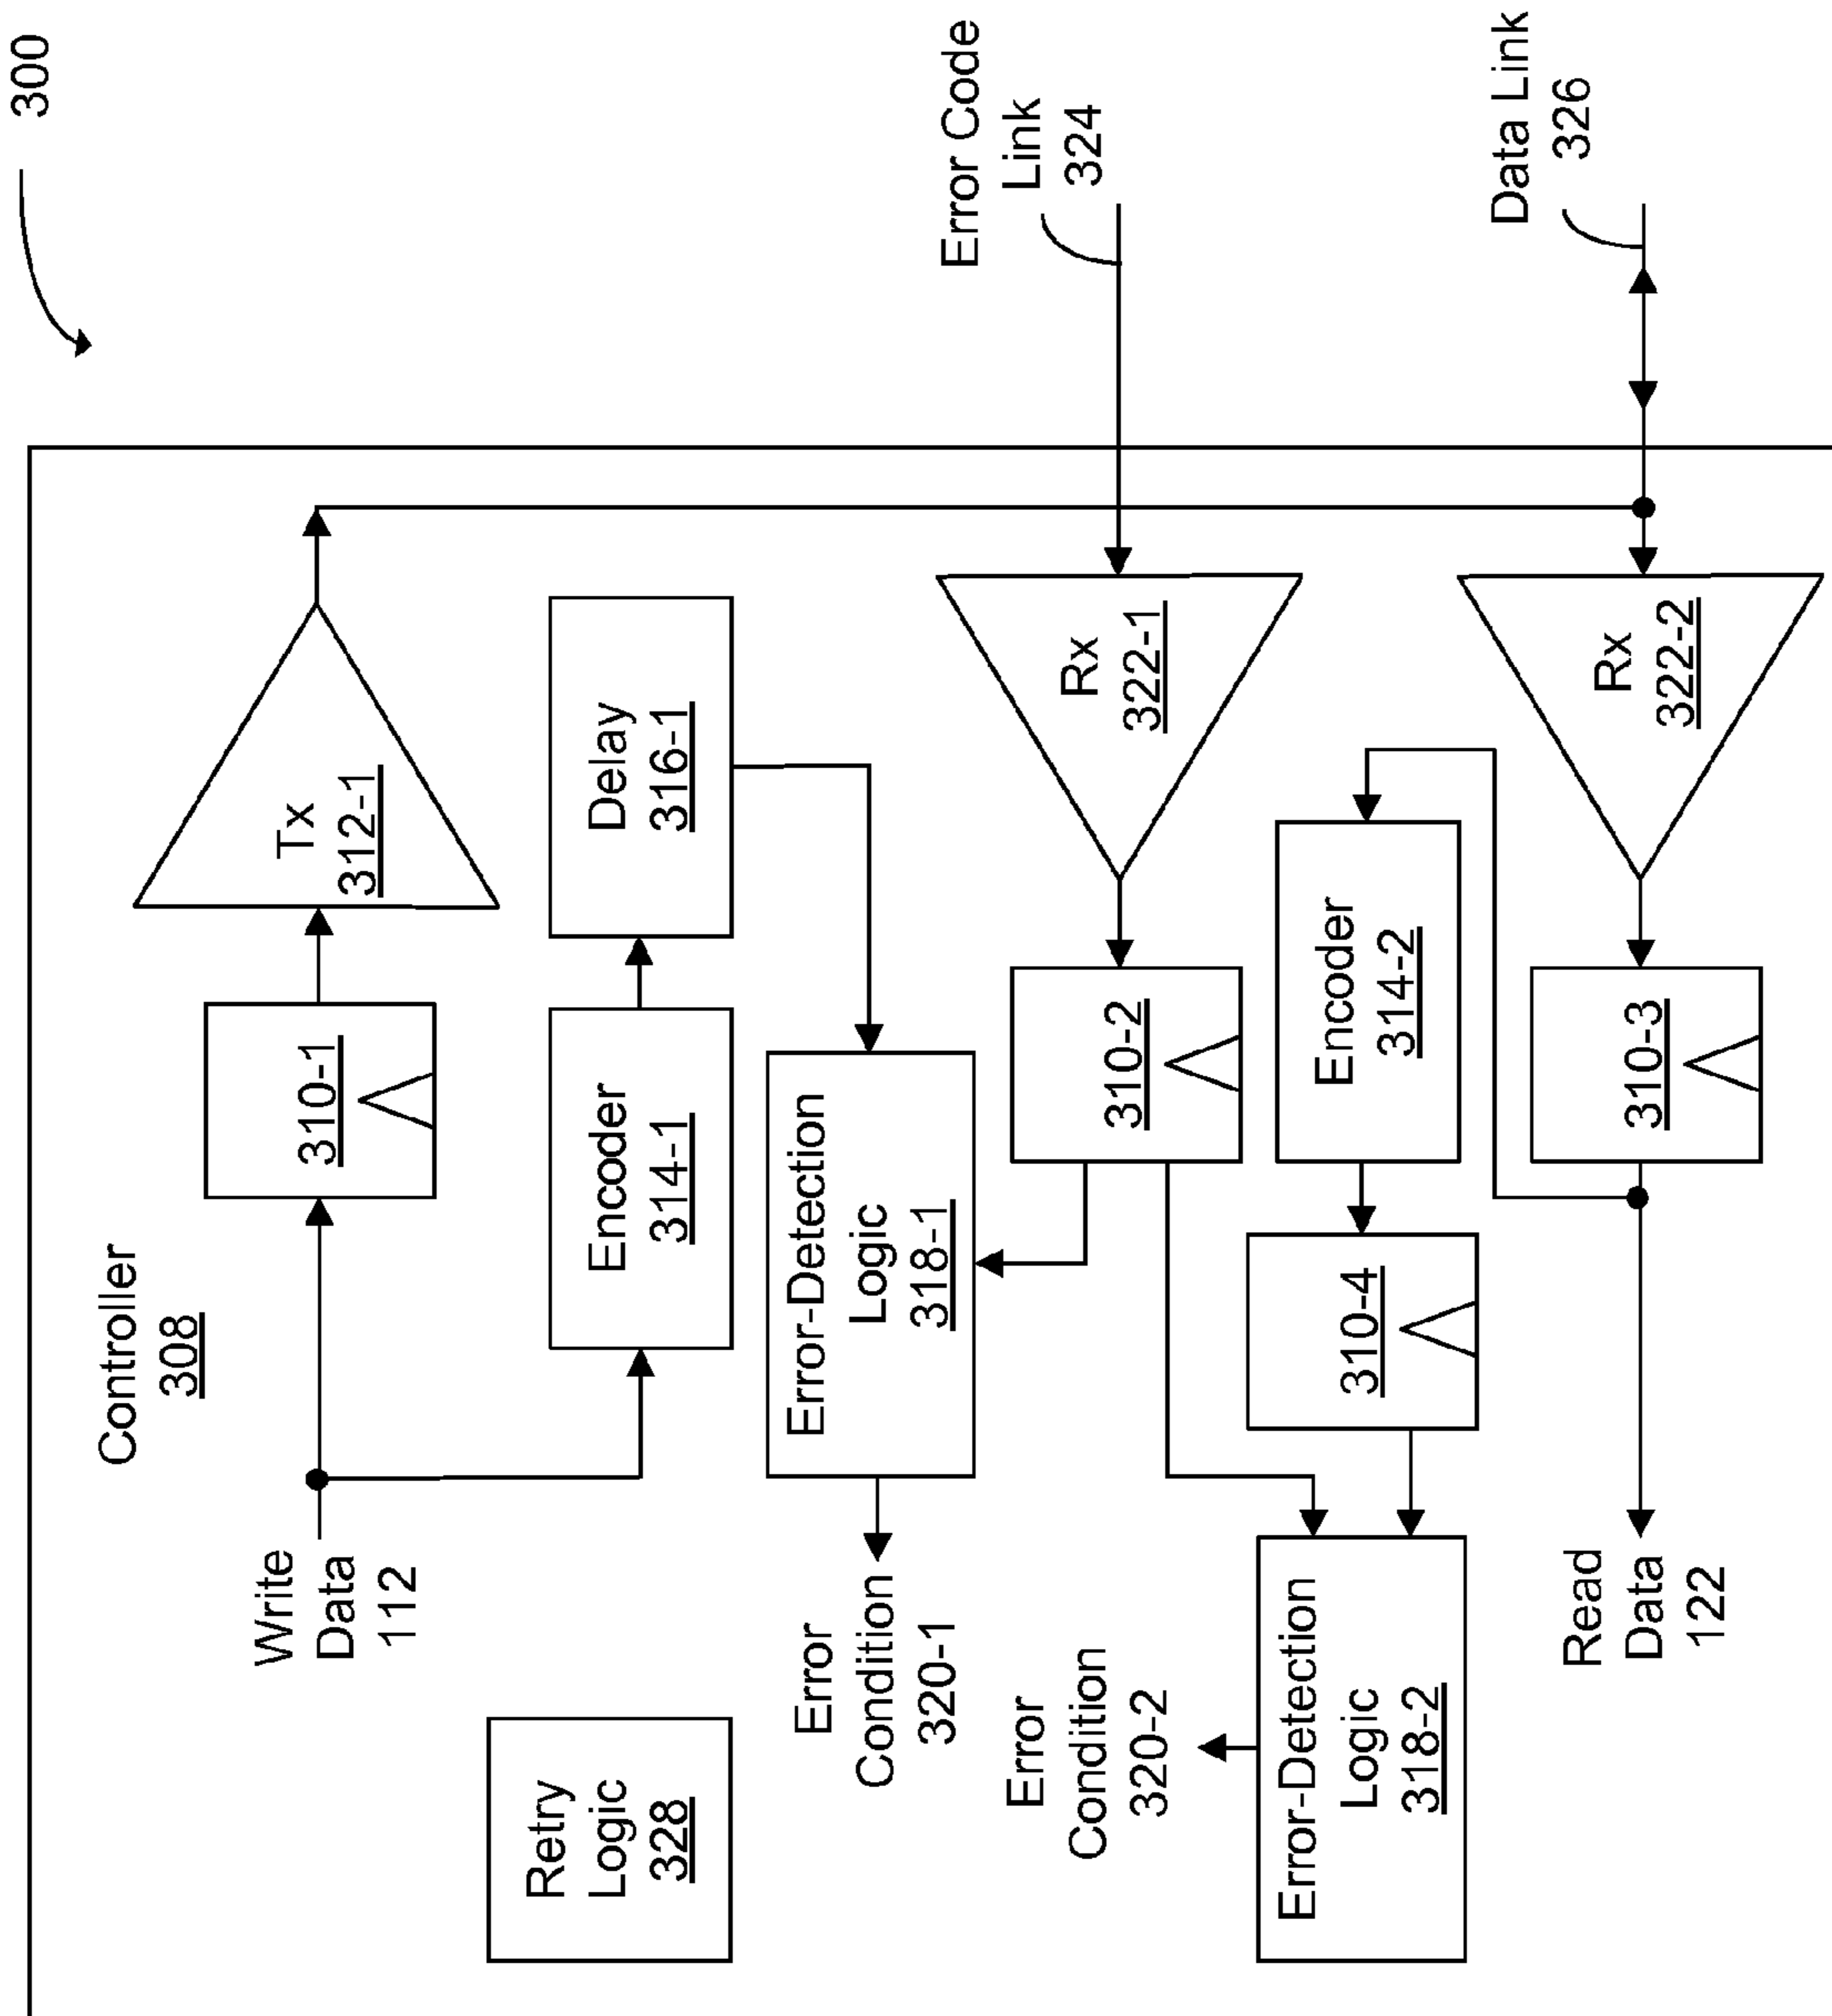 300
Controller
308
Write
Data
112
310-1
Tx
312-1
Retry
Logic
328
Encoder
314-1
Delay
316-1
Error
Condition
320-1
Error-Detection
Logic
318-1
310-2
Rx
322-1
Error Code
Link
324
Error
Condition
320-2
Error-Detection
Logic
318-2
310-4
Encoder
314-2
Read
Data
122
310-3
Rx
322-2
Data Link
326